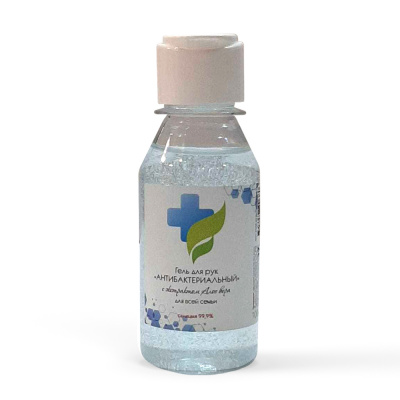 Гель для рук
«АНТИБАКТЕРИАЛЬНЫЙ»
с экстрактом Алоэ вера
для всей семьи
99,9%